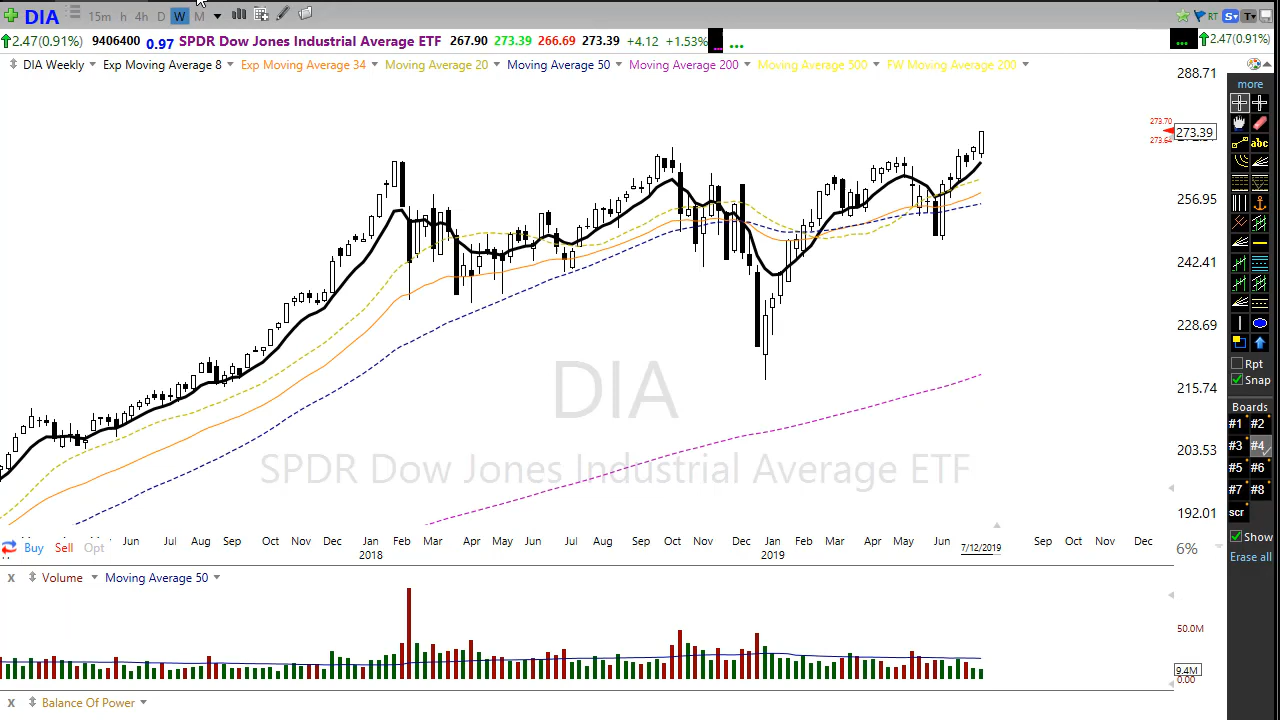 DIA 15m h 4h D W M RT S T
2.47(0.91%) 9406400 0.97 SPDR Dow Jones Industrial Average ETF 267.90 273.39 266.69 273.39 +4.12 +1.53% ... ... ... 2.47(0.91%)
DIA Weekly Exp Moving Average 8 Exp Moving Average 34 Moving Average 20 Moving Average 50 Moving Average 200 Moving Average 500 FW Moving Average 200
288.71
more
273.70
273.39
273.64
abc
256.95
242.41
228.69
Rpt
Snap
215.74
DIA
Boards
#1 #2
#3 #4
203.53
SPDR Dow Jones Industrial Average ETF
#5 #6
#7 #8
192.01
scr
Buy Sell Opt
Jun Jul Aug Sep Oct Nov Dec Jan Feb Mar Apr May Jun Jul Aug Sep Oct Nov Dec Jan Feb Mar Apr May Jun 7/12/2019 Sep Oct Nov Dec
2018 2019
6%
Show
Erase all
x Volume Moving Average 50
50.0M
9.4M
0.00
x Balance Of Power